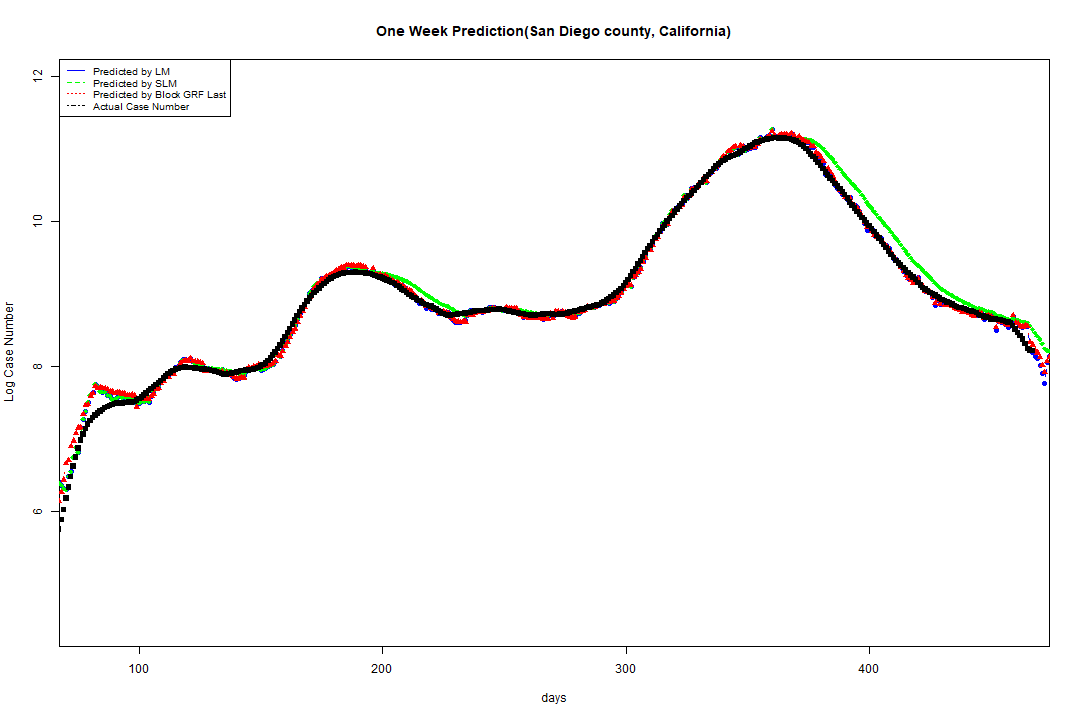 One Week Prediction(San Diego county, California)
Predicted by LM
Predicted by SLM
Predicted by Block GRF Last
Actual Case Number
12
10
8
6
Log Case Number
100 200 300 400
days